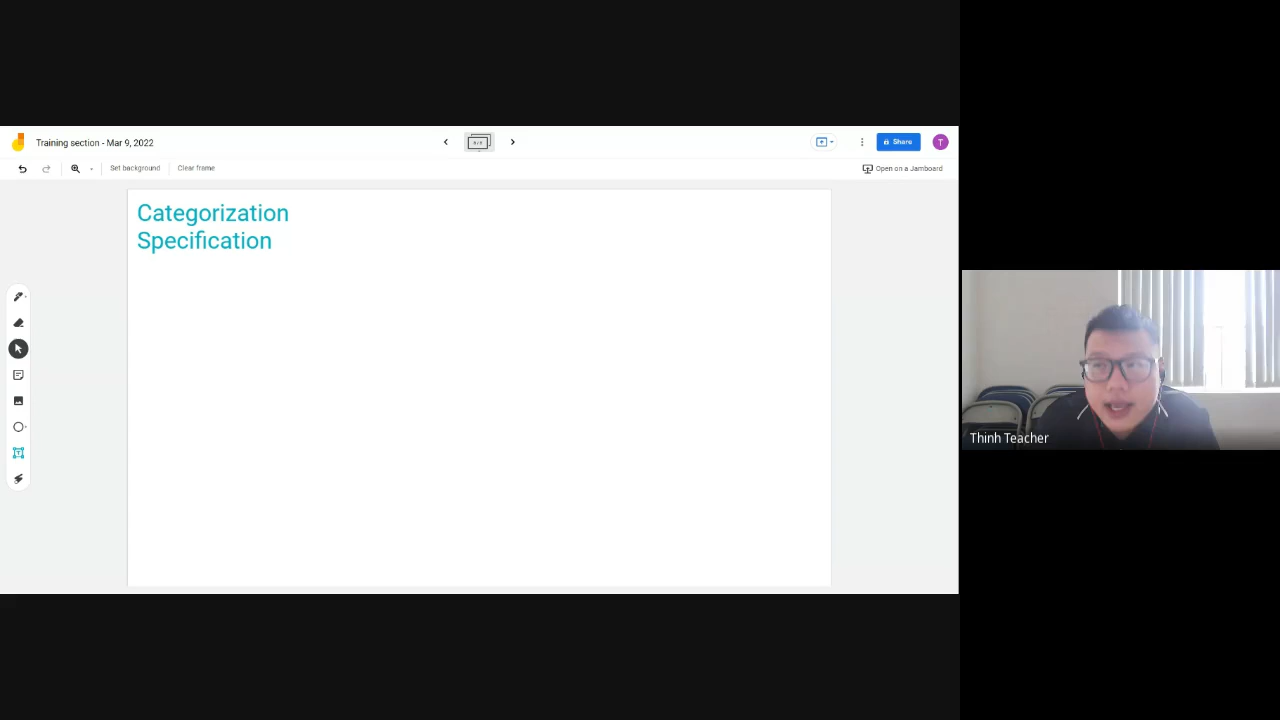 Training section - Mar 9, 2022
Share
T
Set background
Clear frame
Open on a Jamboard
Categorization
Specification
Thinh Teacher